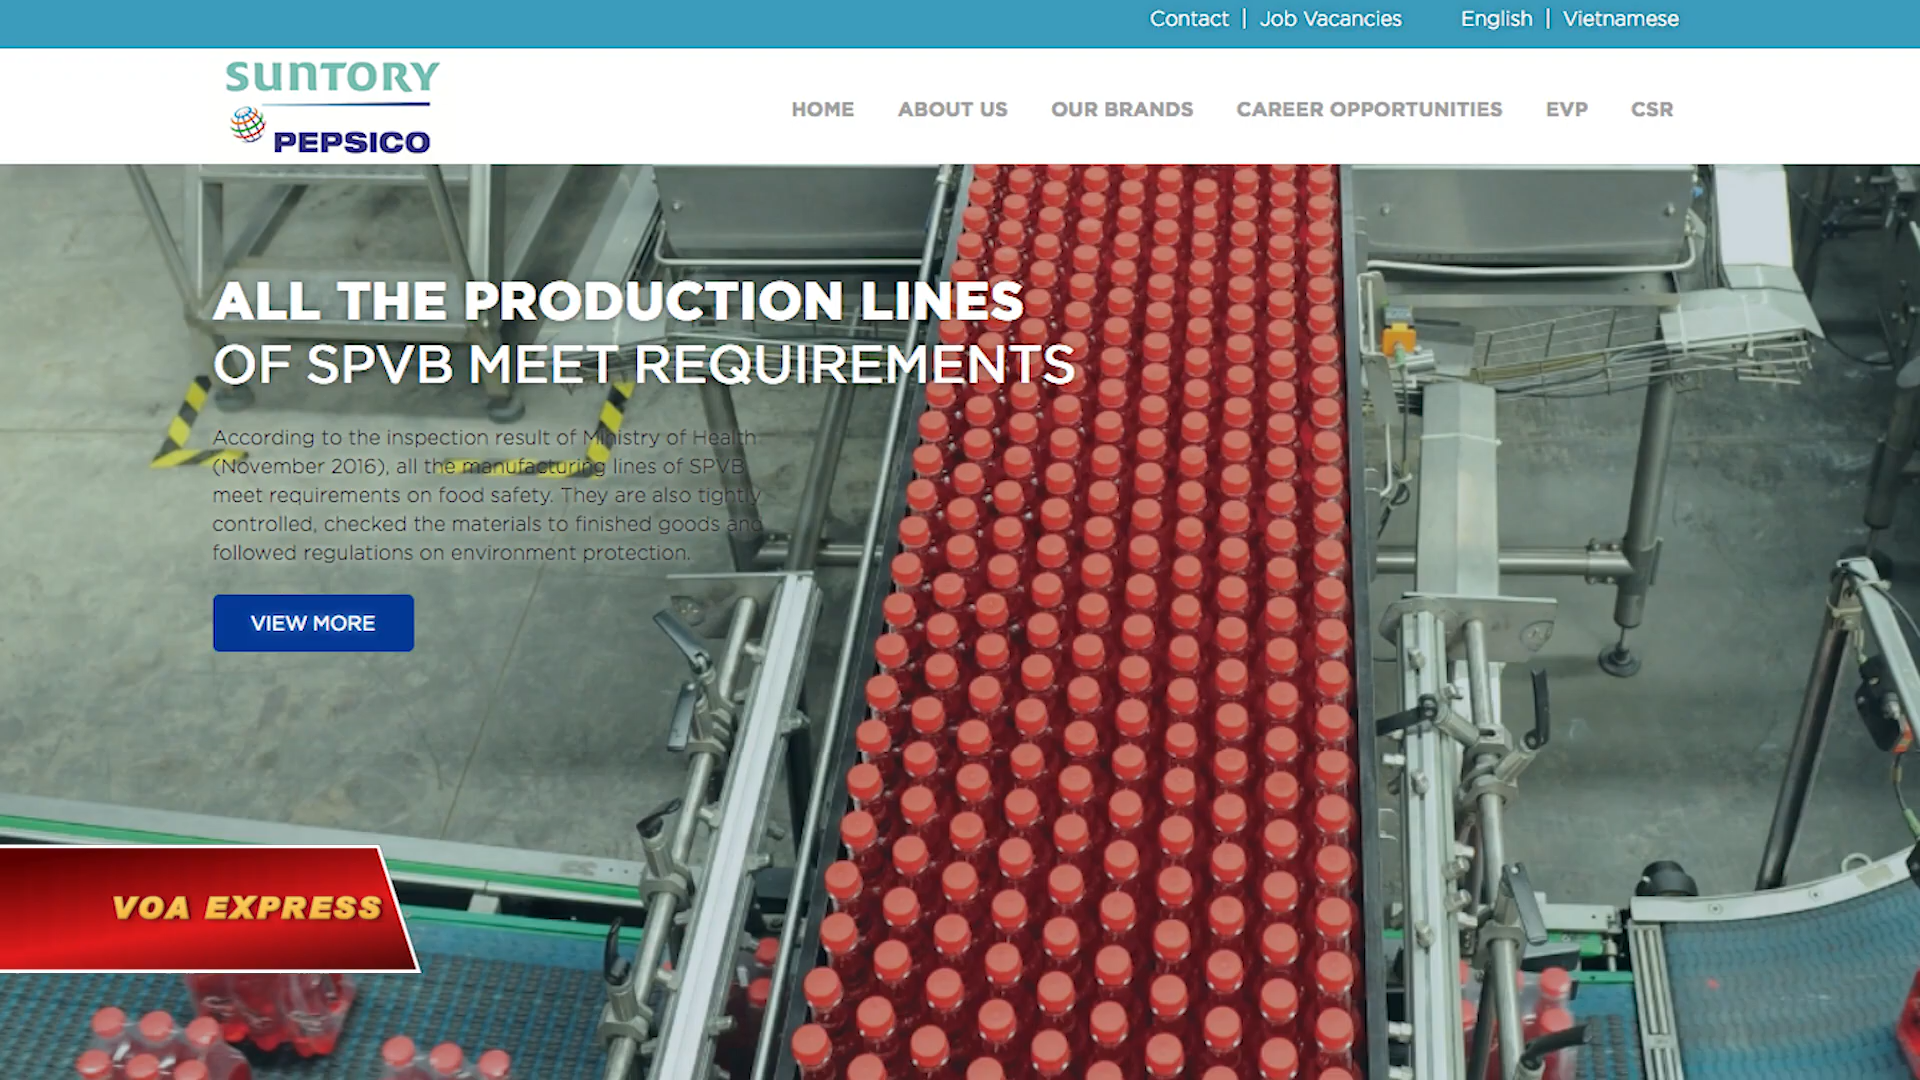 Contact | Job Vacancies English | Vietnamese
SUNTORY
PEPSICO
HOME ABOUT US OUR BRANDS CAREER OPPORTUNITIES EVP CSR
ALL THE PRODUCTION LINES
OF SPVB MEET REQUIREMENTS
According to the inspection result of Ministry of Health
(November 2016), all the manufacturing lines of SPVB
meet requirements on food safety. They are also tightly
controlled, checked the materials to finished goods and
followed regulations on environment protection.
VIEW MORE
VOA EXPRESS